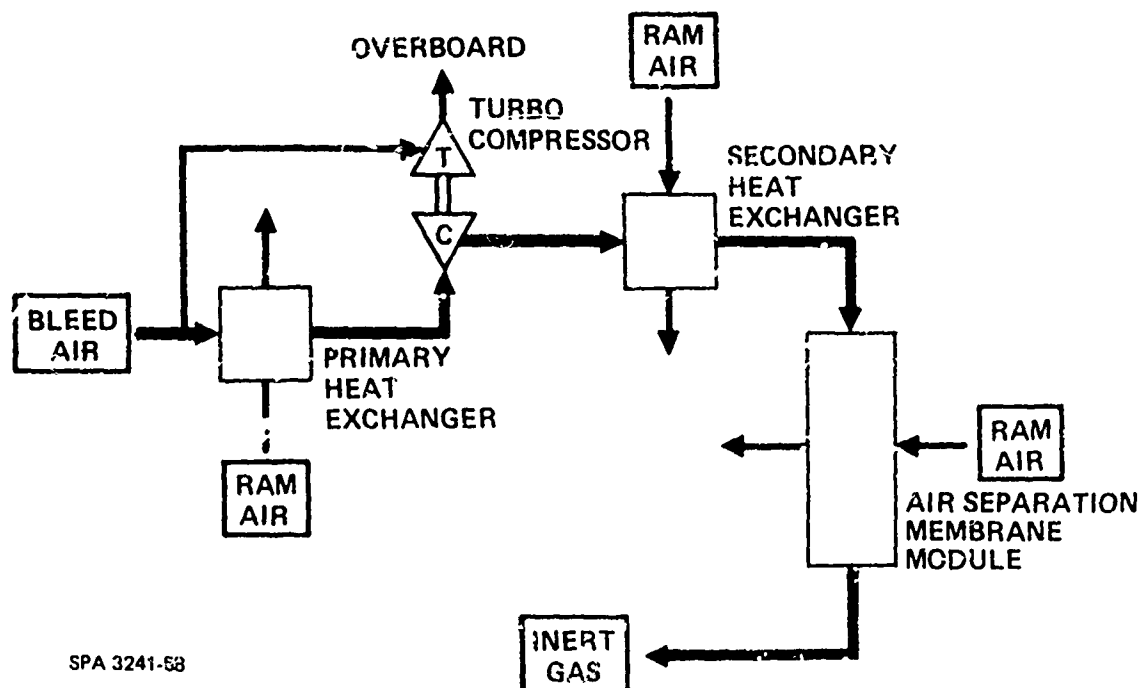 OVERBOARD
RAM
AIR
TURBO
COMPRESSOR
T
SECONDARY
HEAT
EXCHANGER
C
BLEED
AIR
PRIMARY
HEAT
EXCHANGER
RAM
AIR
RAM
AIR
AIR SEPARATION
MEMBRANE
MODULE
INERT
GAS
SPA 3241-58